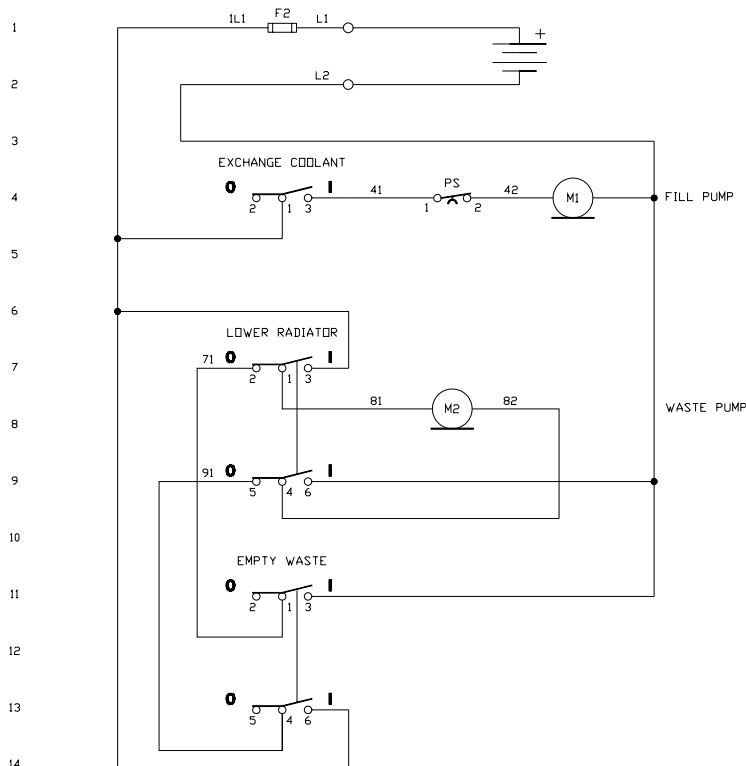 1 1L1 F2 L1 +
2 L2
3
EXCHANGE COOLANT
4 0 I 41 PS 42 M1 FILL PUMP
2 1 3 1 2
5
6
LOWER RADIATOR
7 71 0 I
2 1 3
81 M2 82 WASTE PUMP
8
9 91 0 I
5 4 6
10
EMPTY WASTE
11 0 I
2 1 3
12
13 0 I
5 4 6
14